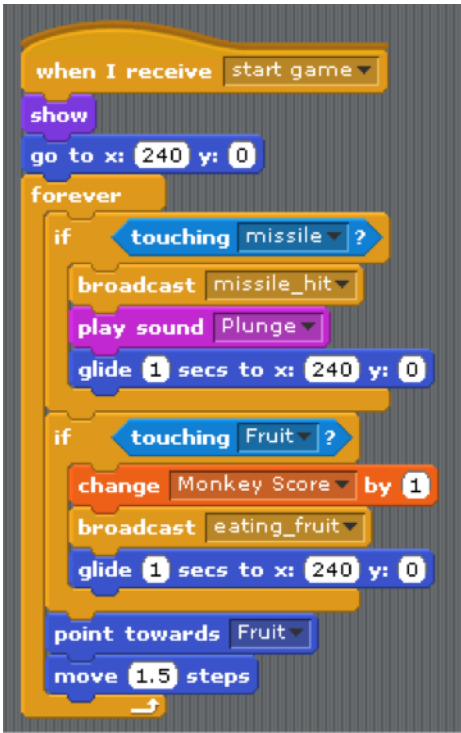 when I receive start game
show
go to x: 240 y: 0
forever
if touching missile ?
broadcast missile_hit
play sound Plunge
glide 1 secs to x: 240 y: 0
if touching Fruit ?
change Monkey Score by 1
broadcast eating_fruit
glide 1 secs to x: 240 y: 0
point towards Fruit
move 1.5 steps